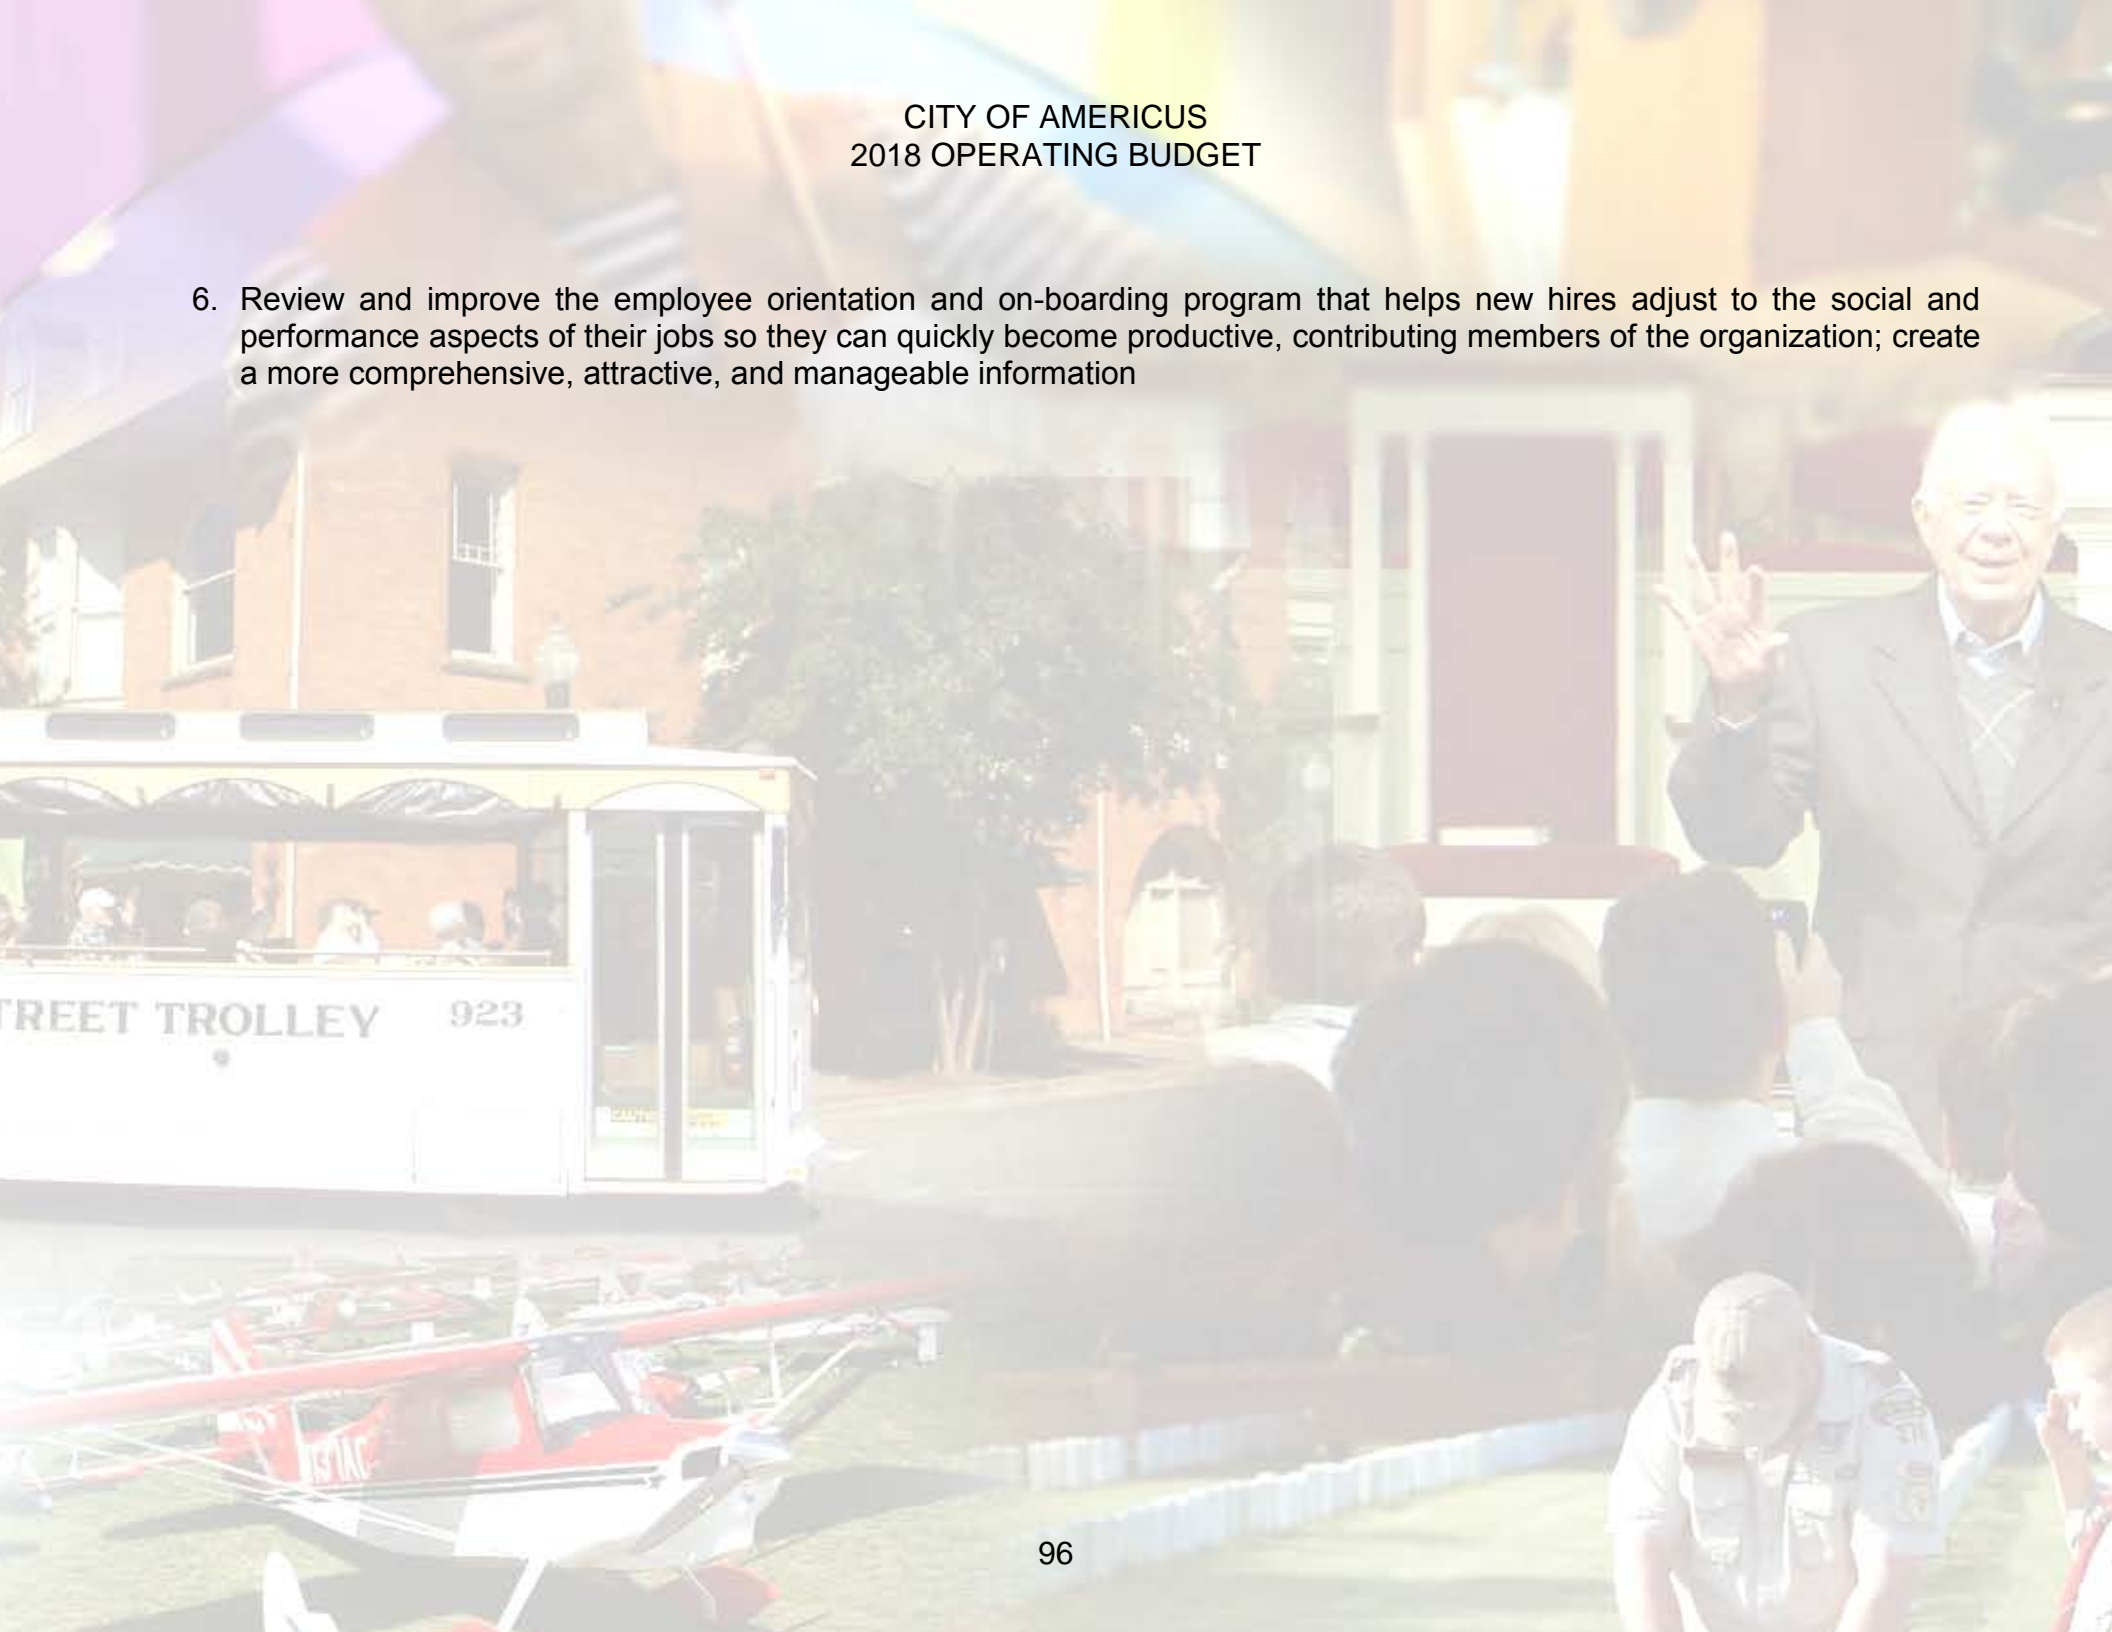 CITY OF AMERICUS
2018 OPERATING BUDGET
6. Review and improve the employee orientation and on-boarding program that helps new hires adjust to the social and
performance aspects of their jobs so they can quickly become productive, contributing members of the organization; create
a more comprehensive, attractive, and manageable information
TREET TROLLEY 923
CAUTION
96